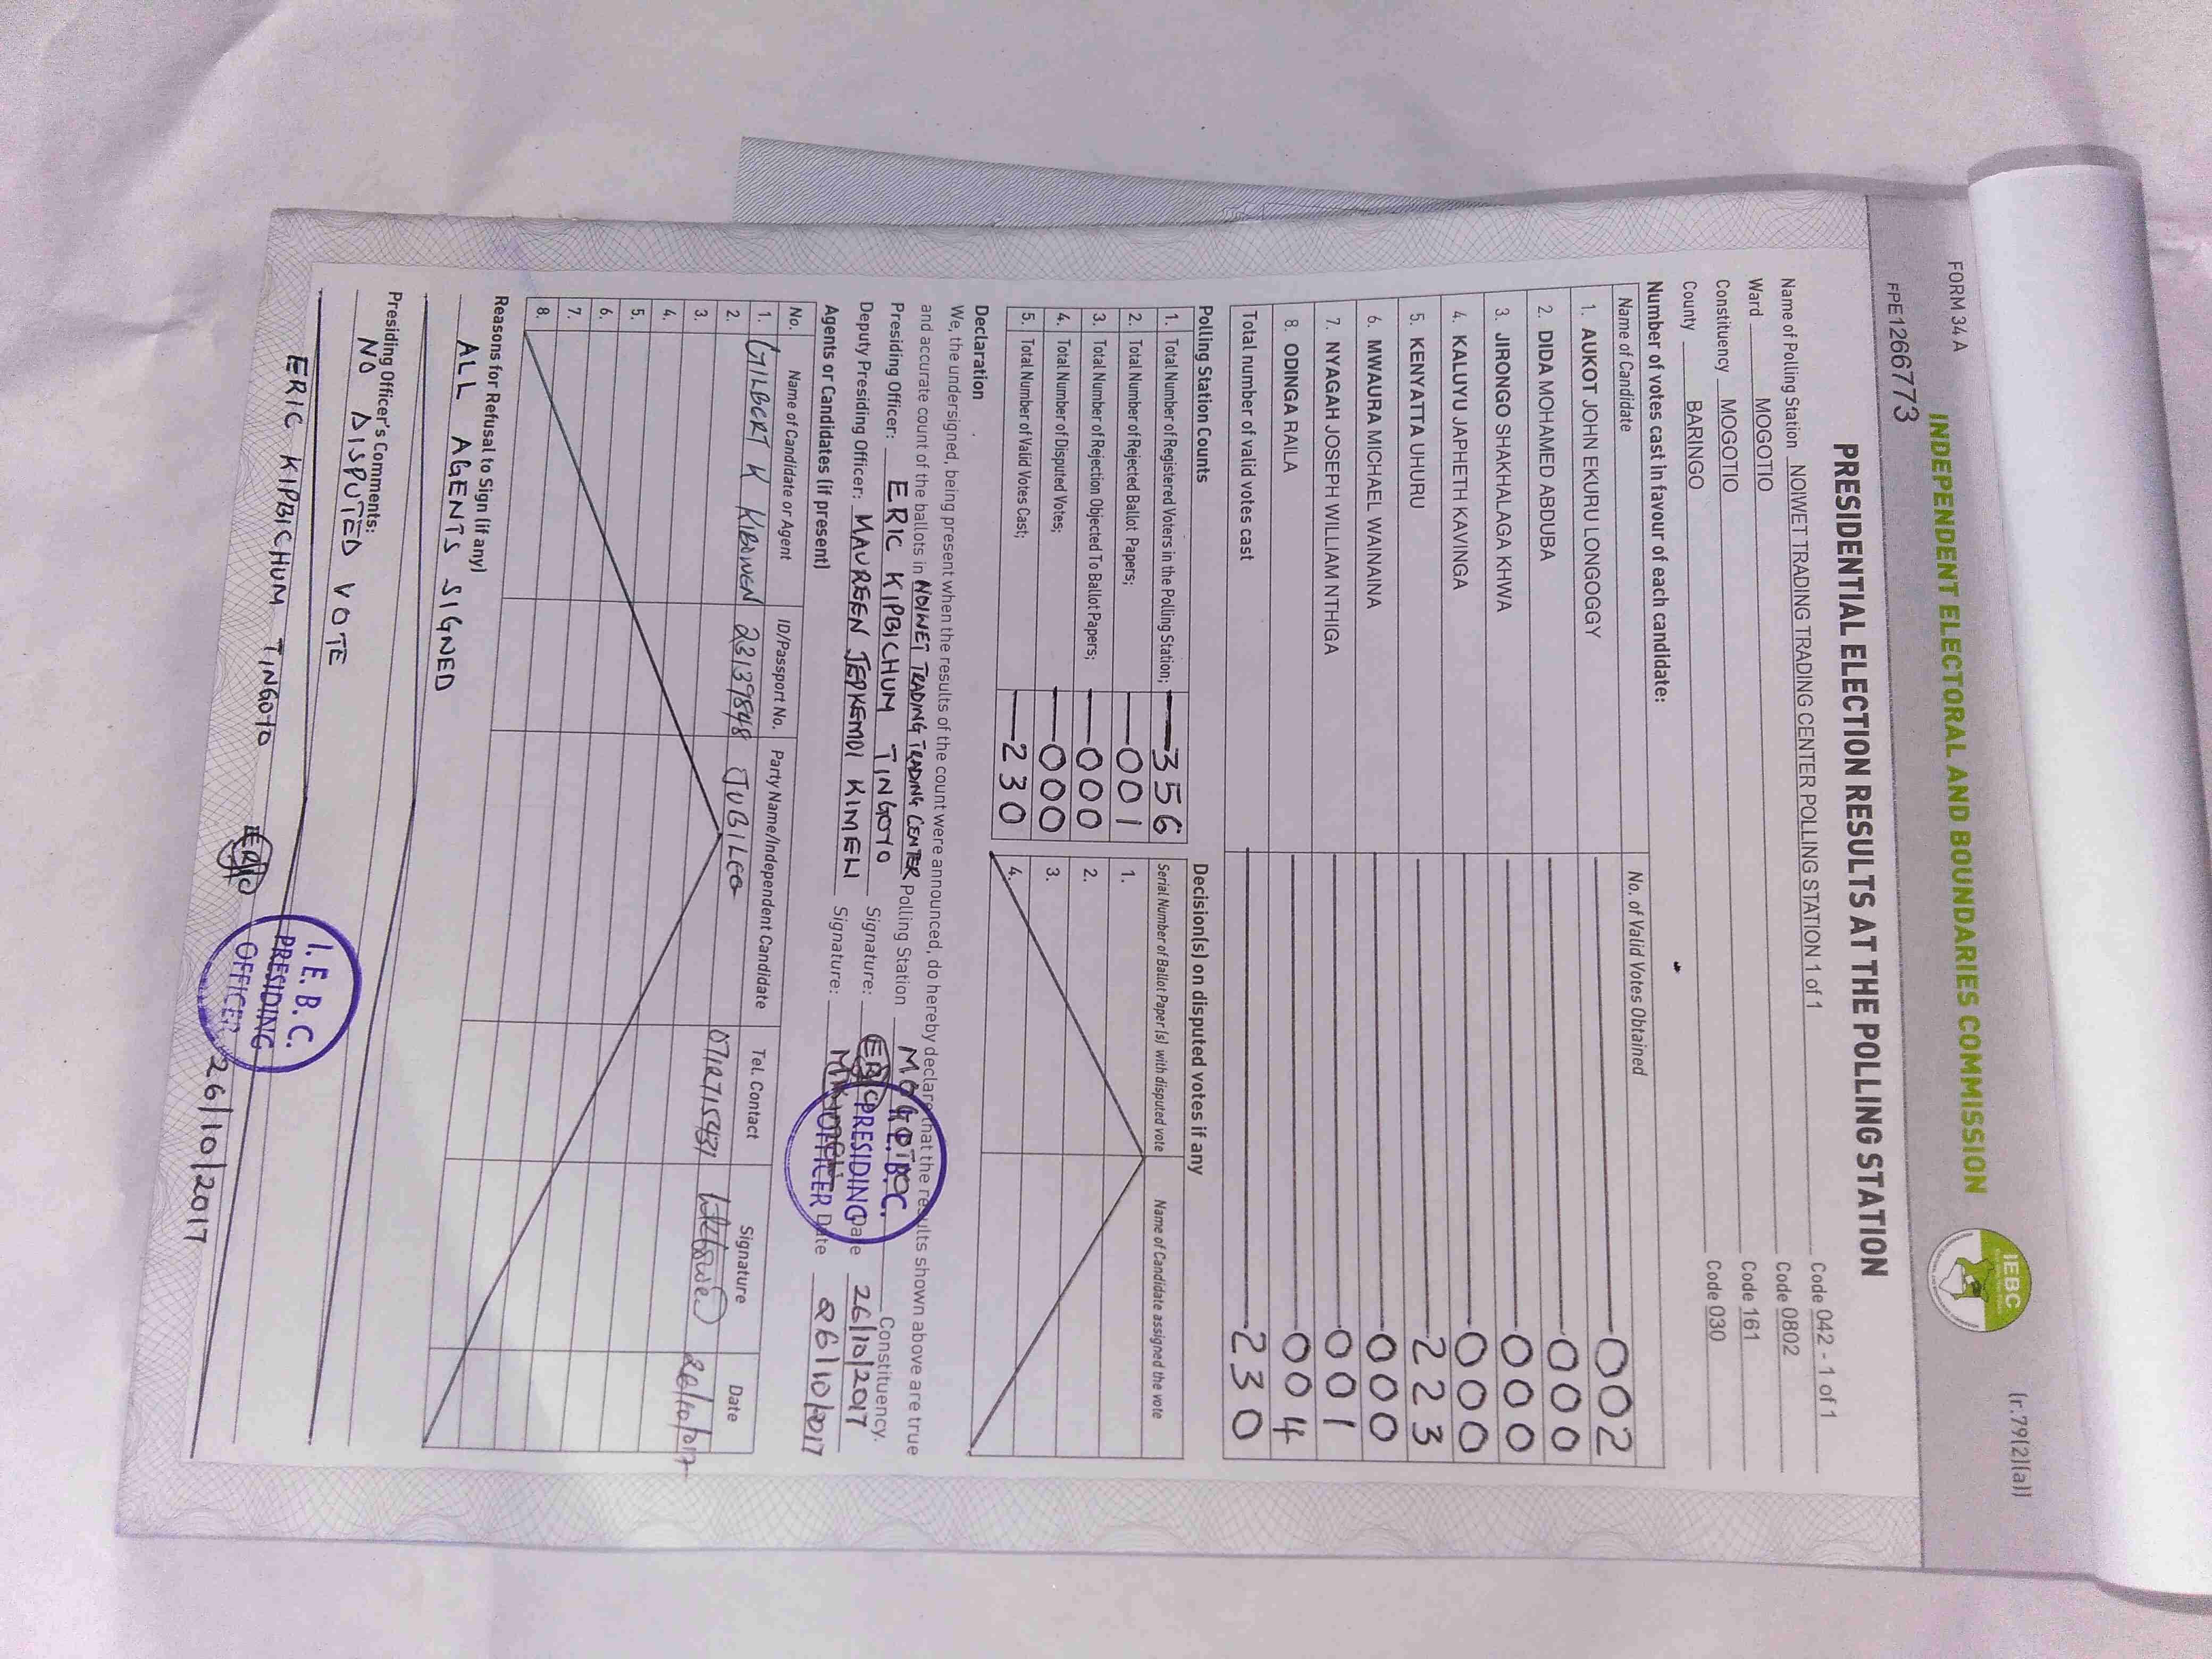 FORM 34 A
(r.79(2)(a))
INDEPENDENT ELECTORAL AND BOUNDARIES COMMISSION
IEBC
FPE126673
PRESIDENTIAL ELECTION RESULTS AT THE POLLING STATION
Name of Polling Station NOIWET TRADING TRADING CENTER POLLING STATION 1 of 1 Code 042 - 1 of 1
Ward MOGOTIO Code 0802
Constituency MOGOTIO Code 161
County BARINGO Code 030
Number of votes cast in favour of each candidate:
Name of Candidate No. of Valid Votes Obtained
1. AUKOT JOHN EKURU LONGOGGY 002
2. DIDA MOHAMED ABDUBA 000
3. JIRONGO SHAKHALAGA KHWA 000
4. KALUYU JAPHETH KAVINGA 000
5. KENYATTA UHURU 223
6. MWAURA MICHAEL WAINAINA 000
7. NYAGAH JOSEPH WILLIAM NTHIGA 001
8. ODINGA RAILA 004
Total number of valid votes cast 230
Polling Station Counts
1. Total Number of Registered Voters in the Polling Station; 356
2. Total Number of Rejected Ballot Papers; 001
3. Total Number of Rejection Objected To Ballot Papers; 000
4. Total Number of Disputed Votes; 000
5. Total Number of Valid Votes Cast; 230
Decision(s) on disputed votes if any
Serial Number of Ballot Paper(s) with disputed vote Name of Candidate assigned the vote
1.
2.
3.
4.
Declaration
We, the undersigned, being present when the results of the count were announced, do hereby declare that the results shown above are true
and accurate count of the ballots in NOIWET TRADING TRADING CENTER Polling Station MOGOTIO Constituency.
Presiding Officer: ERIC KIPBICHUM TINGOYO Signature: ERIC Date 26/10/2017
Deputy Presiding Officer: MAUREEN JEPKEMOI KIMELI Signature: Date 26/10/2017
I.E.B.C.
PRESIDING
OFFICER
Agents or Candidates (if present)
No. Name of Candidate or Agent ID/Passport No. Party Name/Independent Candidate Tel. Contact Signature Date
1. GILBERT K KIBOWEN 23139848 JUBILEE 26/10/2017
2.
3.
4.
5.
6.
7.
8.
Reasons for Refusal to Sign (if any)
ALL AGENTS SIGNED
Presiding Officer's Comments:
NO DISPUTED VOTE
ERIC KIPBICHUM TINGOYO 26/10/2017
I.E.B.C.
PRESIDING
OFFICER